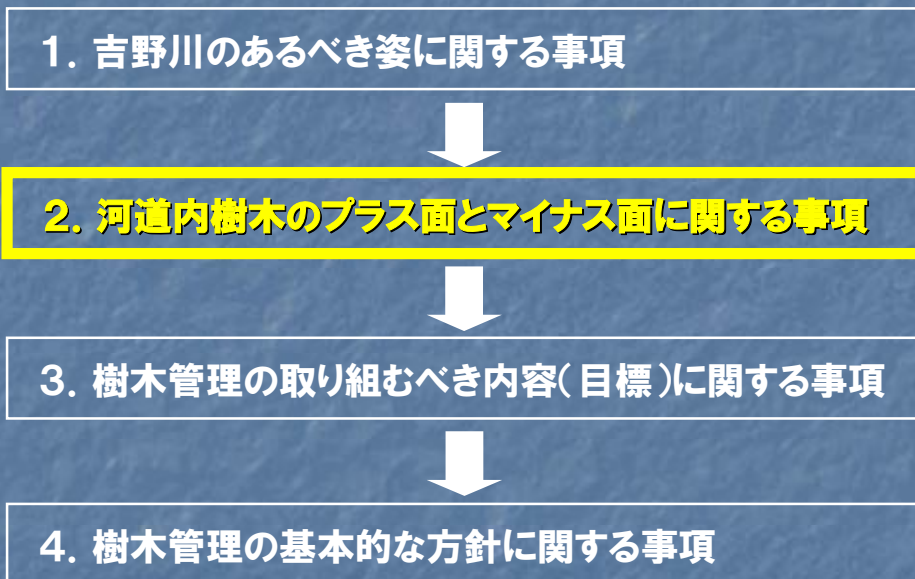 １．吉野川のあるべき姿に関する事項
２．河道内樹木のプラス面とマイナス面に関する事項
３．樹木管理の取り組むべき内容（目標）に関する事項
４．樹木管理の基本的な方針に関する事項